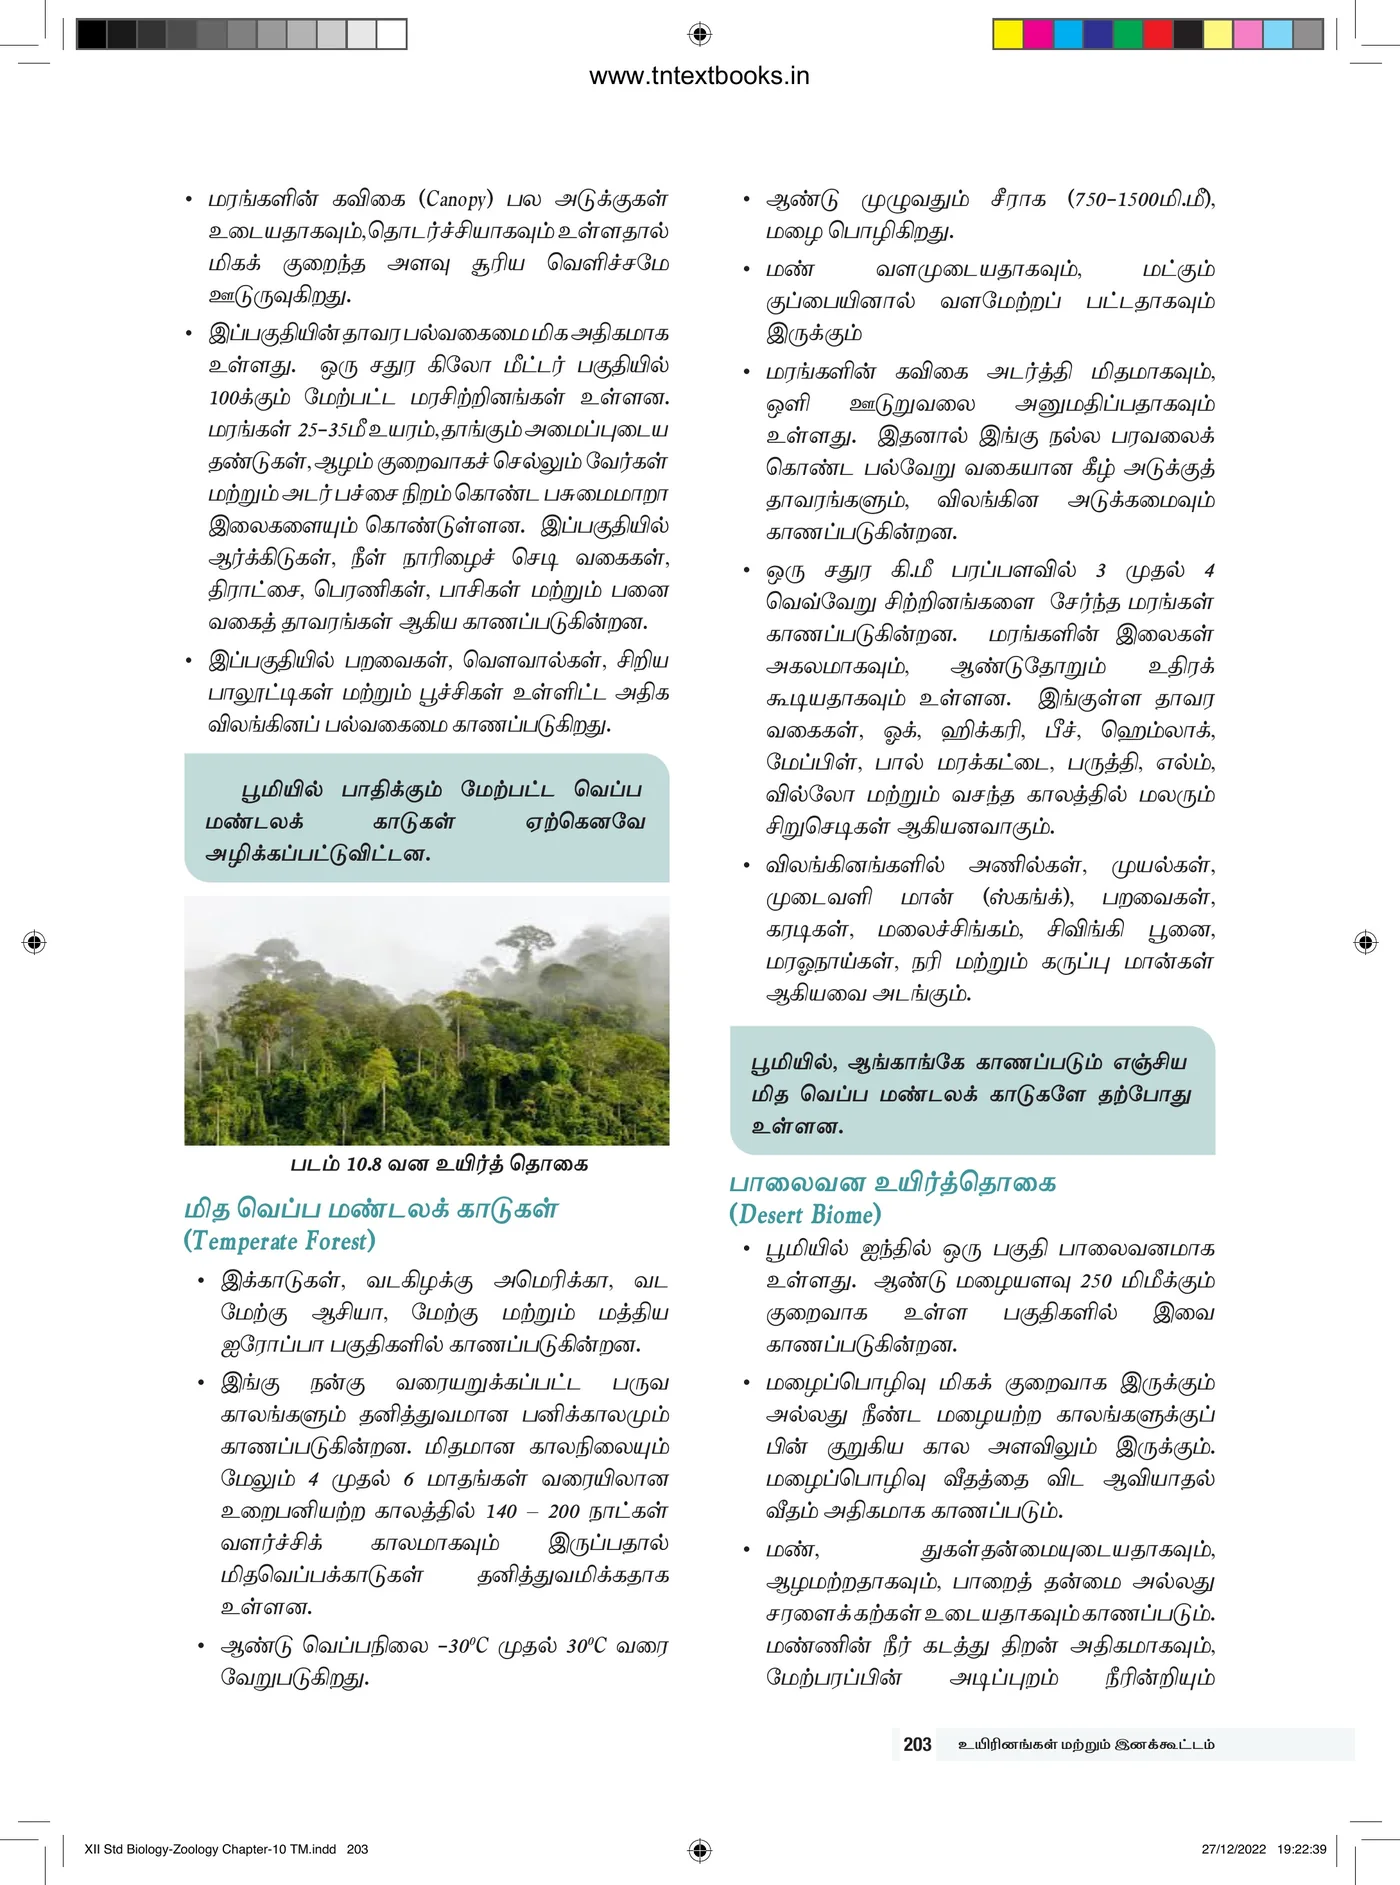 www.tntextbooks.in
• மரங்களின் கவிகை (Canopy) பல அடுக்குகள்
உடையதாகவும்,தொடர்ச்சியாகவும் உள்ளதால்
மிகக் குறைந்த அளவு சூரிய வெளிச்சமே
ஊடுருவுகிறது.
• இப்பகுதியின் தாவர பல்வகைமை மிக அதிகமாக
உள்ளது. ஒரு சதுர கிலோ மீட்டர் பகுதியில்
100க்கும் மேற்பட்ட மரசிற்றினங்கள் உள்ளன.
மரங்கள் 25-35மீ உயரம்,தாங்கும் அமைப்புடைய
தண்டுகள், ஆழம் குறைவாகச் செல்லும் வேர்கள்
மற்றும் அடர் பச்சை நிறம் கொண்ட பசுமைமாறா
இலைகளையும் கொண்டுள்ளன. இப்பகுதியில்
ஆர்க்கிடுகள், நீள் நாரிழைச் செடி வகைகள்,
திராட்சை, பெரணிகள், பாசிகள் மற்றும் பனை
வகைத் தாவரங்கள் ஆகிய காணப்படுகின்றன.
• இப்பகுதியில் பறவைகள், வெளவால்கள், சிறிய
பாலூட்டிகள் மற்றும் பூச்சிகள் உள்ளிட்ட அதிக
விலங்கினப் பல்வகைமை காணப்படுகிறது.
பூமியில் பாதிக்கும் மேற்பட்ட வெப்ப
மண்டலக் காடுகள் ஏற்கெனவே
அழிக்கப்பட்டுவிட்டன.
படம் 10.8 வன உயிர்த் தொகை
மித வெப்ப மண்டலக் காடுகள்
(Temperate Forest)
• இக்காடுகள், வடகிழக்கு அமெரிக்கா, வட
மேற்கு ஆசியா, மேற்கு மற்றும் மத்திய
ஐரோப்பா பகுதிகளில் காணப்படுகின்றன.
• இங்கு நன்கு வரையறுக்கப்பட்ட பருவ
காலங்களும் தனித்துவமான பனிக்காலமும்
காணப்படுகின்றன. மிதமான காலநிலையும்
மேலும் 4 முதல் 6 மாதங்கள் வரையிலான
உறைபனியற்ற காலத்தில் 140 – 200 நாட்கள்
வளர்ச்சிக் காலமாகவும் இருப்பதால்
மிதவெப்பக்காடுகள் தனித்துவமிக்கதாக
உள்ளன.
• ஆண்டு வெப்பநிலை -30⁰C முதல் 30⁰C வரை
வேறுபடுகிறது.
• ஆண்டு முழுவதும் சீராக (750-1500மி.மீ),
மழை பொழிகிறது.
• மண் வளமுடையதாகவும், மட்கும்
குப்பையினால் வளமேற்றப் பட்டதாகவும்
இருக்கும்
• மரங்களின் கவிகை அடர்த்தி மிதமாகவும்,
ஒளி ஊடுறுவலை அனுமதிப்பதாகவும்
உள்ளது. இதனால் இங்கு நல்ல பரவலைக்
கொண்ட பல்வேறு வகையான கீழ் அடுக்குத்
தாவரங்களும், விலங்கின அடுக்கமைவும்
காணப்படுகின்றன.
• ஒரு சதுர கி.மீ பரப்பளவில் 3 முதல் 4
வெவ்வேறு சிற்றினங்களை சேர்ந்த மரங்கள்
காணப்படுகின்றன. மரங்களின் இலைகள்
அகலமாகவும், ஆண்டுதோறும் உதிரக்
கூடியதாகவும் உள்ளன. இங்குள்ள தாவர
வகைகள், ஓக், ஹிக்கரி, பீச், ஹெம்லாக்,
மேப்பிள், பால் மரக்கட்டை, பருத்தி, எல்ம்,
வில்லோ மற்றும் வசந்த காலத்தில் மலரும்
சிறுசெடிகள் ஆகியனவாகும்.
• விலங்கினங்களில் அணில்கள், முயல்கள்,
முடைவளி மான் (ஸ்கங்க்), பறவைகள்,
கரடிகள், மலைச்சிங்கம், சிவிங்கி பூனை,
மரஓநாய்கள், நரி மற்றும் கருப்பு மான்கள்
ஆகியவை அடங்கும்.
பூமியில், ஆங்காங்கே காணப்படும் எஞ்சிய
மித வெப்ப மண்டலக் காடுகளே தற்போது
உள்ளன.
பாலைவன உயிர்த்தொகை
(Desert Biome)
• பூமியில் ஐந்தில் ஒரு பகுதி பாலைவனமாக
உள்ளது. ஆண்டு மழையளவு 250 மிமீக்கும்
குறைவாக உள்ள பகுதிகளில் இவை
காணப்படுகின்றன.
• மழைப்பொழிவு மிகக் குறைவாக இருக்கும்
அல்லது நீண்ட மழையற்ற காலங்களுக்குப்
பின் குறுகிய கால அளவிலும் இருக்கும்.
மழைப்பொழிவு வீதத்தை விட ஆவியாதல்
வீதம் அதிகமாக காணப்படும்.
• மண், துகள்தன்மையுடையதாகவும்,
ஆழமற்றதாகவும், பாறைத் தன்மை அல்லது
சரளைக்கற்கள் உடையதாகவும் காணப்படும்.
மண்ணின் நீர் கடத்து திறன் அதிகமாகவும்,
மேற்பரப்பின் அடிப்புறம் நீரின்றியும்
203 உயிரினங்கள் மற்றும் இனக்கூட்டம்
XII Std Biology-Zoology Chapter-10 TM.indd 203
27/12/2022 19:22:39